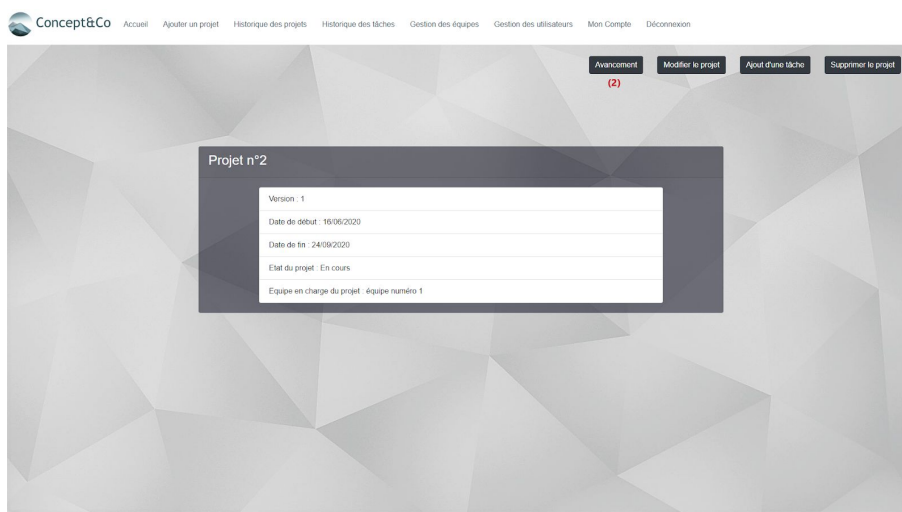 Concept&Co Accueil Ajouter un projet Historique des projets Historique des tâches Gestion des équipes Gestion des utilisateurs Mon Compte Déconnexion
Avancement Modifier le projet Ajout d'une tâche Supprimer le projet
(2)
Projet n°2
Version : 1
Date de début : 16/06/2020
Date de fin : 24/09/2020
Etat du projet : En cours
Equipe en charge du projet : équipe numéro 1